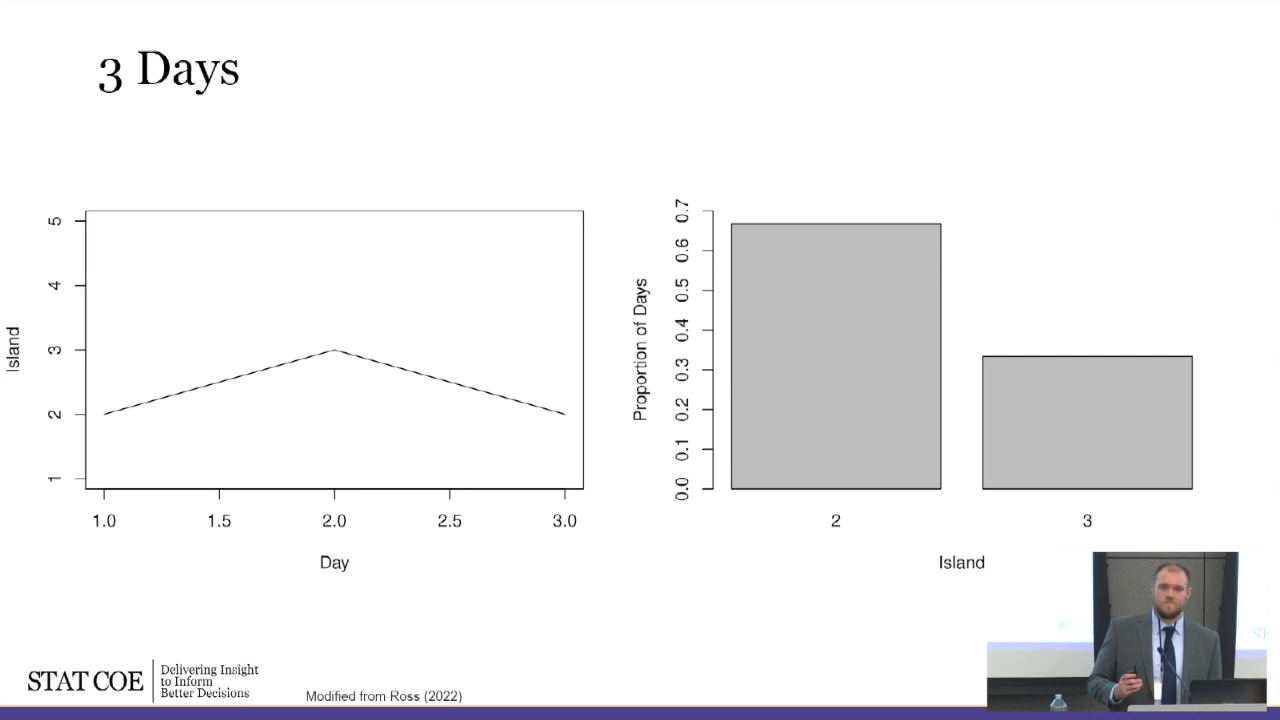 3 Days
5
4
3
2
1
Island
1.0 1.5 2.0 2.5 3.0
Day
0.7
0.6
0.5
0.4
0.3
0.2
0.1
0.0
Proportion of Days
2 3
Island
67
ST
STAT COE
Delivering Insight
to Inform
Better Decisions
Modified from Ross (2022)